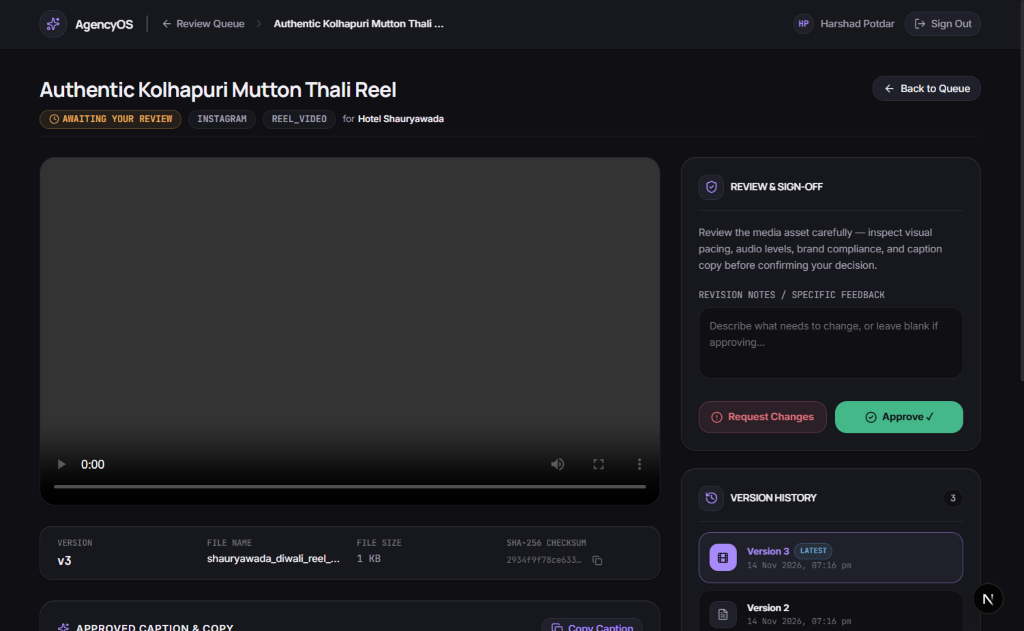 AgencyOS
← Review Queue > Authentic Kolhapuri Mutton Thali ...
HP Harshad Potdar
Sign Out
Authentic Kolhapuri Mutton Thali Reel
← Back to Queue
AWAITING YOUR REVIEW
INSTAGRAM
REEL_VIDEO
for Hotel Shauryawada
0:00
VERSION
v3
FILE NAME
shauryawada_diwali_reel_...
FILE SIZE
1 KB
SHA-256 CHECKSUM
2934f9f78ce633...
APPROVED CAPTION & COPY
Copy Caption
REVIEW & SIGN-OFF
Review the media asset carefully — inspect visual
pacing, audio levels, brand compliance, and caption
copy before confirming your decision.
REVISION NOTES / SPECIFIC FEEDBACK
Describe what needs to change, or leave blank if
approving...
Request Changes
Approve ✓
VERSION HISTORY
3
Version 3 LATEST
14 Nov 2026, 07:16 pm
Version 2
14 Nov 2026, 07:16 pm
N